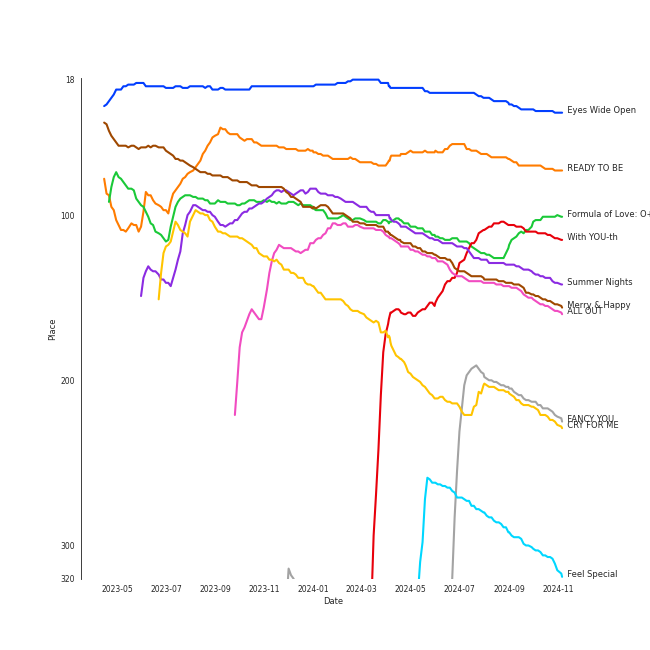 18
Eyes Wide Open
READY TO BE
100
Formula of Love: O+
With YOU-th
Summer Nights
Merry & Happy
ALL OUT
Place
200
FANCY YOU
CRY FOR ME
300
Feel Special
320
2023-05 2023-07 2023-09 2023-11 2024-01 2024-03 2024-05 2024-07 2024-09 2024-11
Date